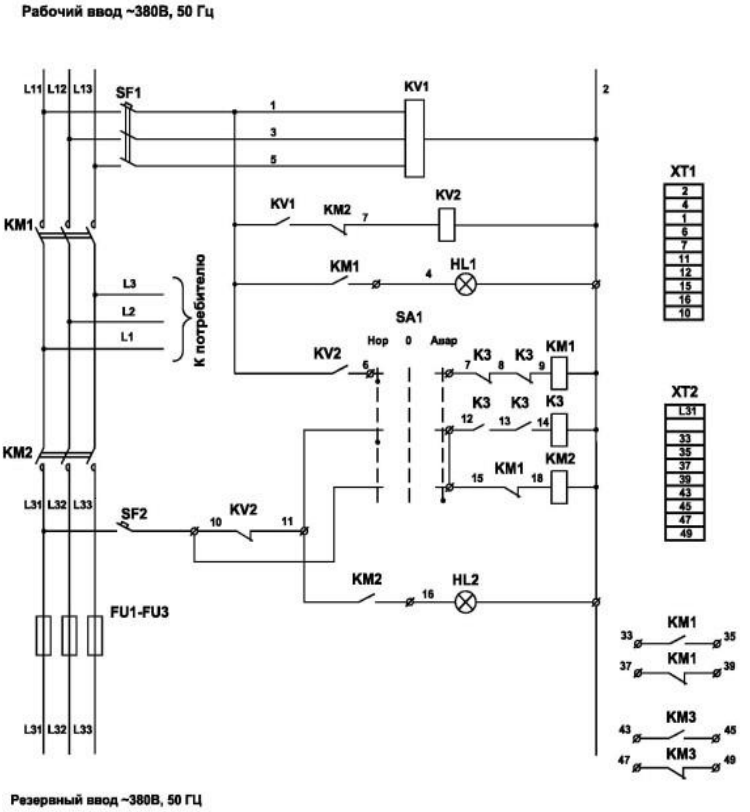 Рабочий ввод ~380В, 50 Гц
L11 L12 L13
SF1
KV1
2
1
3
5
XT1
2
4
1
6
7
11
12
15
16
10
KM1
KV1
KM2
7
KV2
KM1
4
HL1
L3
L2
L1
К потребителю
SA1
Нор 0 Авар
KV2
6
7
K3
8
K3
9
KM1
12
K3
13
K3
14
K3
15
KM1
18
KM2
XT2
L31
33
35
37
39
43
45
47
49
KM2
L31 L32 L33
SF2
10
KV2
11
KM2
16
HL2
FU1-FU3
33
KM1
35
37
KM1
39
43
KM3
45
47
KM3
49
L31 L32 L33
Резервный ввод ~380В, 50 ГЦ